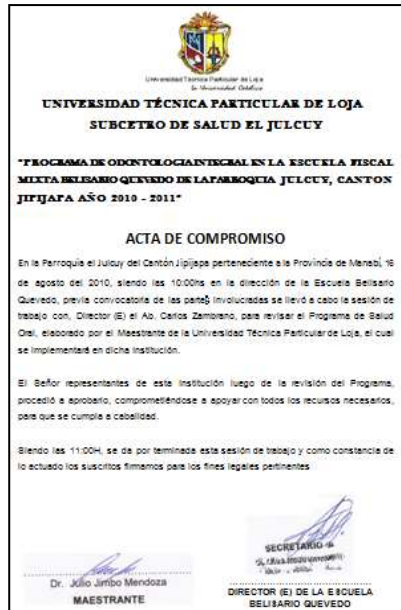 Universidad Técnica Particular de Loja
La Universidad Católica
UNIVERSIDAD TÉCNICA PARTICULAR DE LOJA
SUBCETRO DE SALUD EL JULCUY
"PROGRAMA DE ODONTOLOGIA INTEGRAL EN LA ESCUELA FISCAL
MIXTA BELISARIO QUEVEDO DE LA PARROQUIA JULCUY, CANTON
JIPIJAPA AÑO 2010 - 2011"
ACTA DE COMPROMISO
En la Parroquia el Julcuy del Cantón Jipijapa perteneciente a la Provincia de Manabí, 16
de agosto del 2010, siendo las 10:00hs en la dirección de la Escuela Belisario
Quevedo, previa convocatoria de las partes involucradas se llevó a cabo la sesión de
trabajo con, Director (E) el Ab. Carlos Zambrano, para revisar el Programa de Salud
Oral, elaborado por el Maestrante de la Universidad Técnica Particular de Loja, el cual
se implementará en dicha Institución.
El Señor representantes de esta Institución luego de la revisión del Programa,
procedió a aprobarlo, comprometiéndose a apoyar con todos los recursos necesarios,
para que se cumpla a cabalidad.
Siendo las 11:00H, se da por terminada esta sesión de trabajo y como constancia de
lo actuado los suscritos firmamos para los fines legales pertinentes
SECRETARIO
Dr. Julio Jimbo Mendoza
MAESTRANTE
DIRECTOR (E) DE LA ESCUELA
BELISARIO QUEVEDO